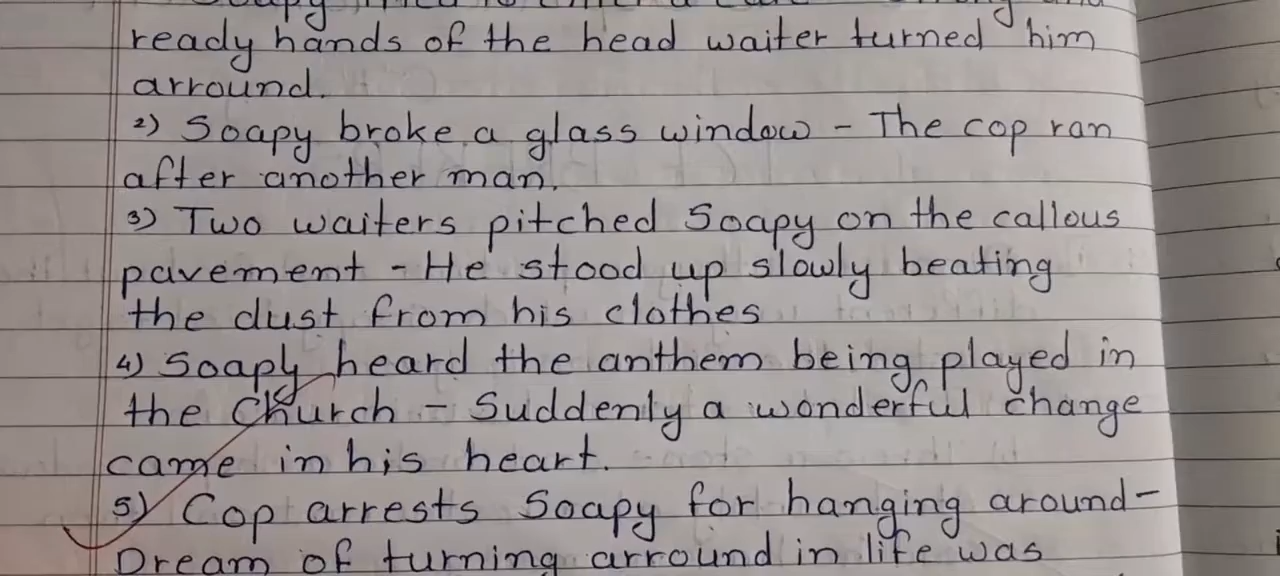 ready hands of the head waiter turned him
arround.
2) Soapy broke a glass window - The cop ran
after another man.
3) Two waiters pitched Soapy on the callous
pavement - He stood up slowly beating
the dust from his clothes
4) Soaply heard the anthem being played in
the Church - Suddenly a wonderful change
came in his heart.
5) Cop arrests Soapy for hanging around-
Dream of turning arround in life was